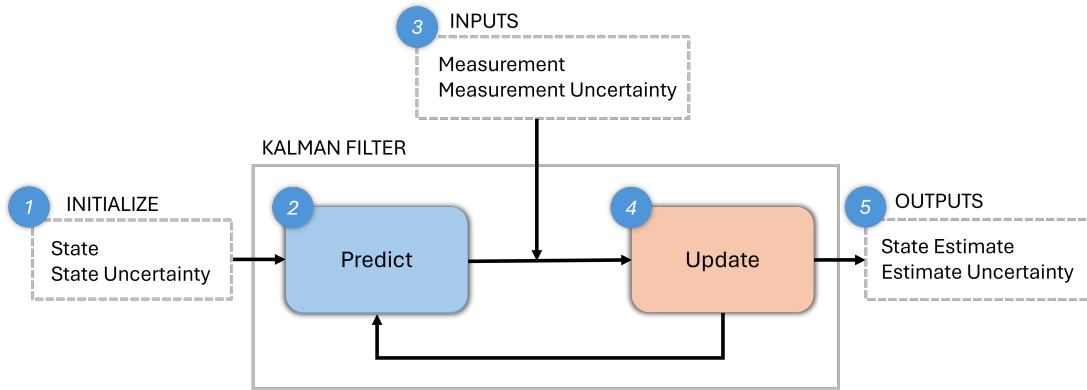 3
INPUTS
Measurement
Measurement Uncertainty
KALMAN FILTER
1
INITIALIZE
State
State Uncertainty
2
Predict
4
Update
5
OUTPUTS
State Estimate
Estimate Uncertainty